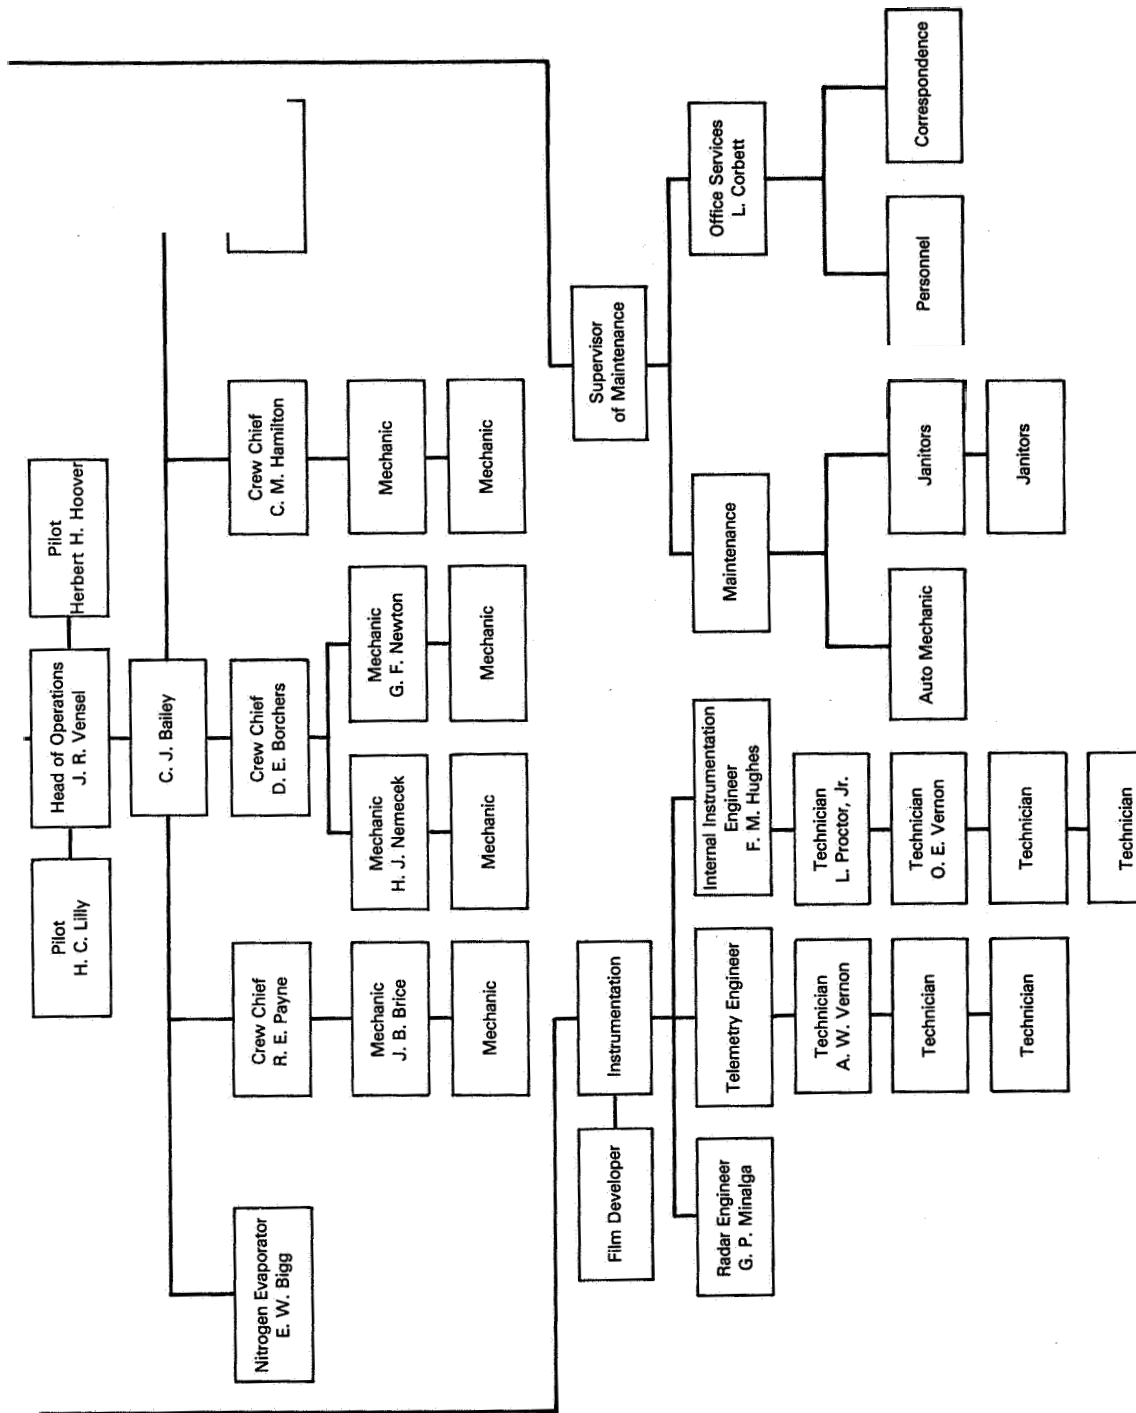 Pilot
H. C. Lilly
Head of Operations
J. R. Vensel
Pilot
Herbert H. Hoover
C. J. Bailey
Nitrogen Evaporator
E. W. Bigg
Crew Chief
R. E. Payne
Crew Chief
D. E. Borchers
Crew Chief
C. M. Hamilton
Mechanic
J. B. Brice
Mechanic
H. J. Nemecek
Mechanic
G. F. Newton
Mechanic
Mechanic
Mechanic
Mechanic
Mechanic
Film Developer
Instrumentation
Supervisor
of Maintenance
Radar Engineer
G. P. Minalga
Telemetry Engineer
Internal Instrumentation
Engineer
F. M. Hughes
Maintenance
Office Services
L. Corbett
Technician
A. W. Vernon
Technician
L. Proctor, Jr.
Technician
Technician
O. E. Vernon
Auto Mechanic
Janitors
Personnel
Correspondence
Technician
Technician
Janitors
Technician